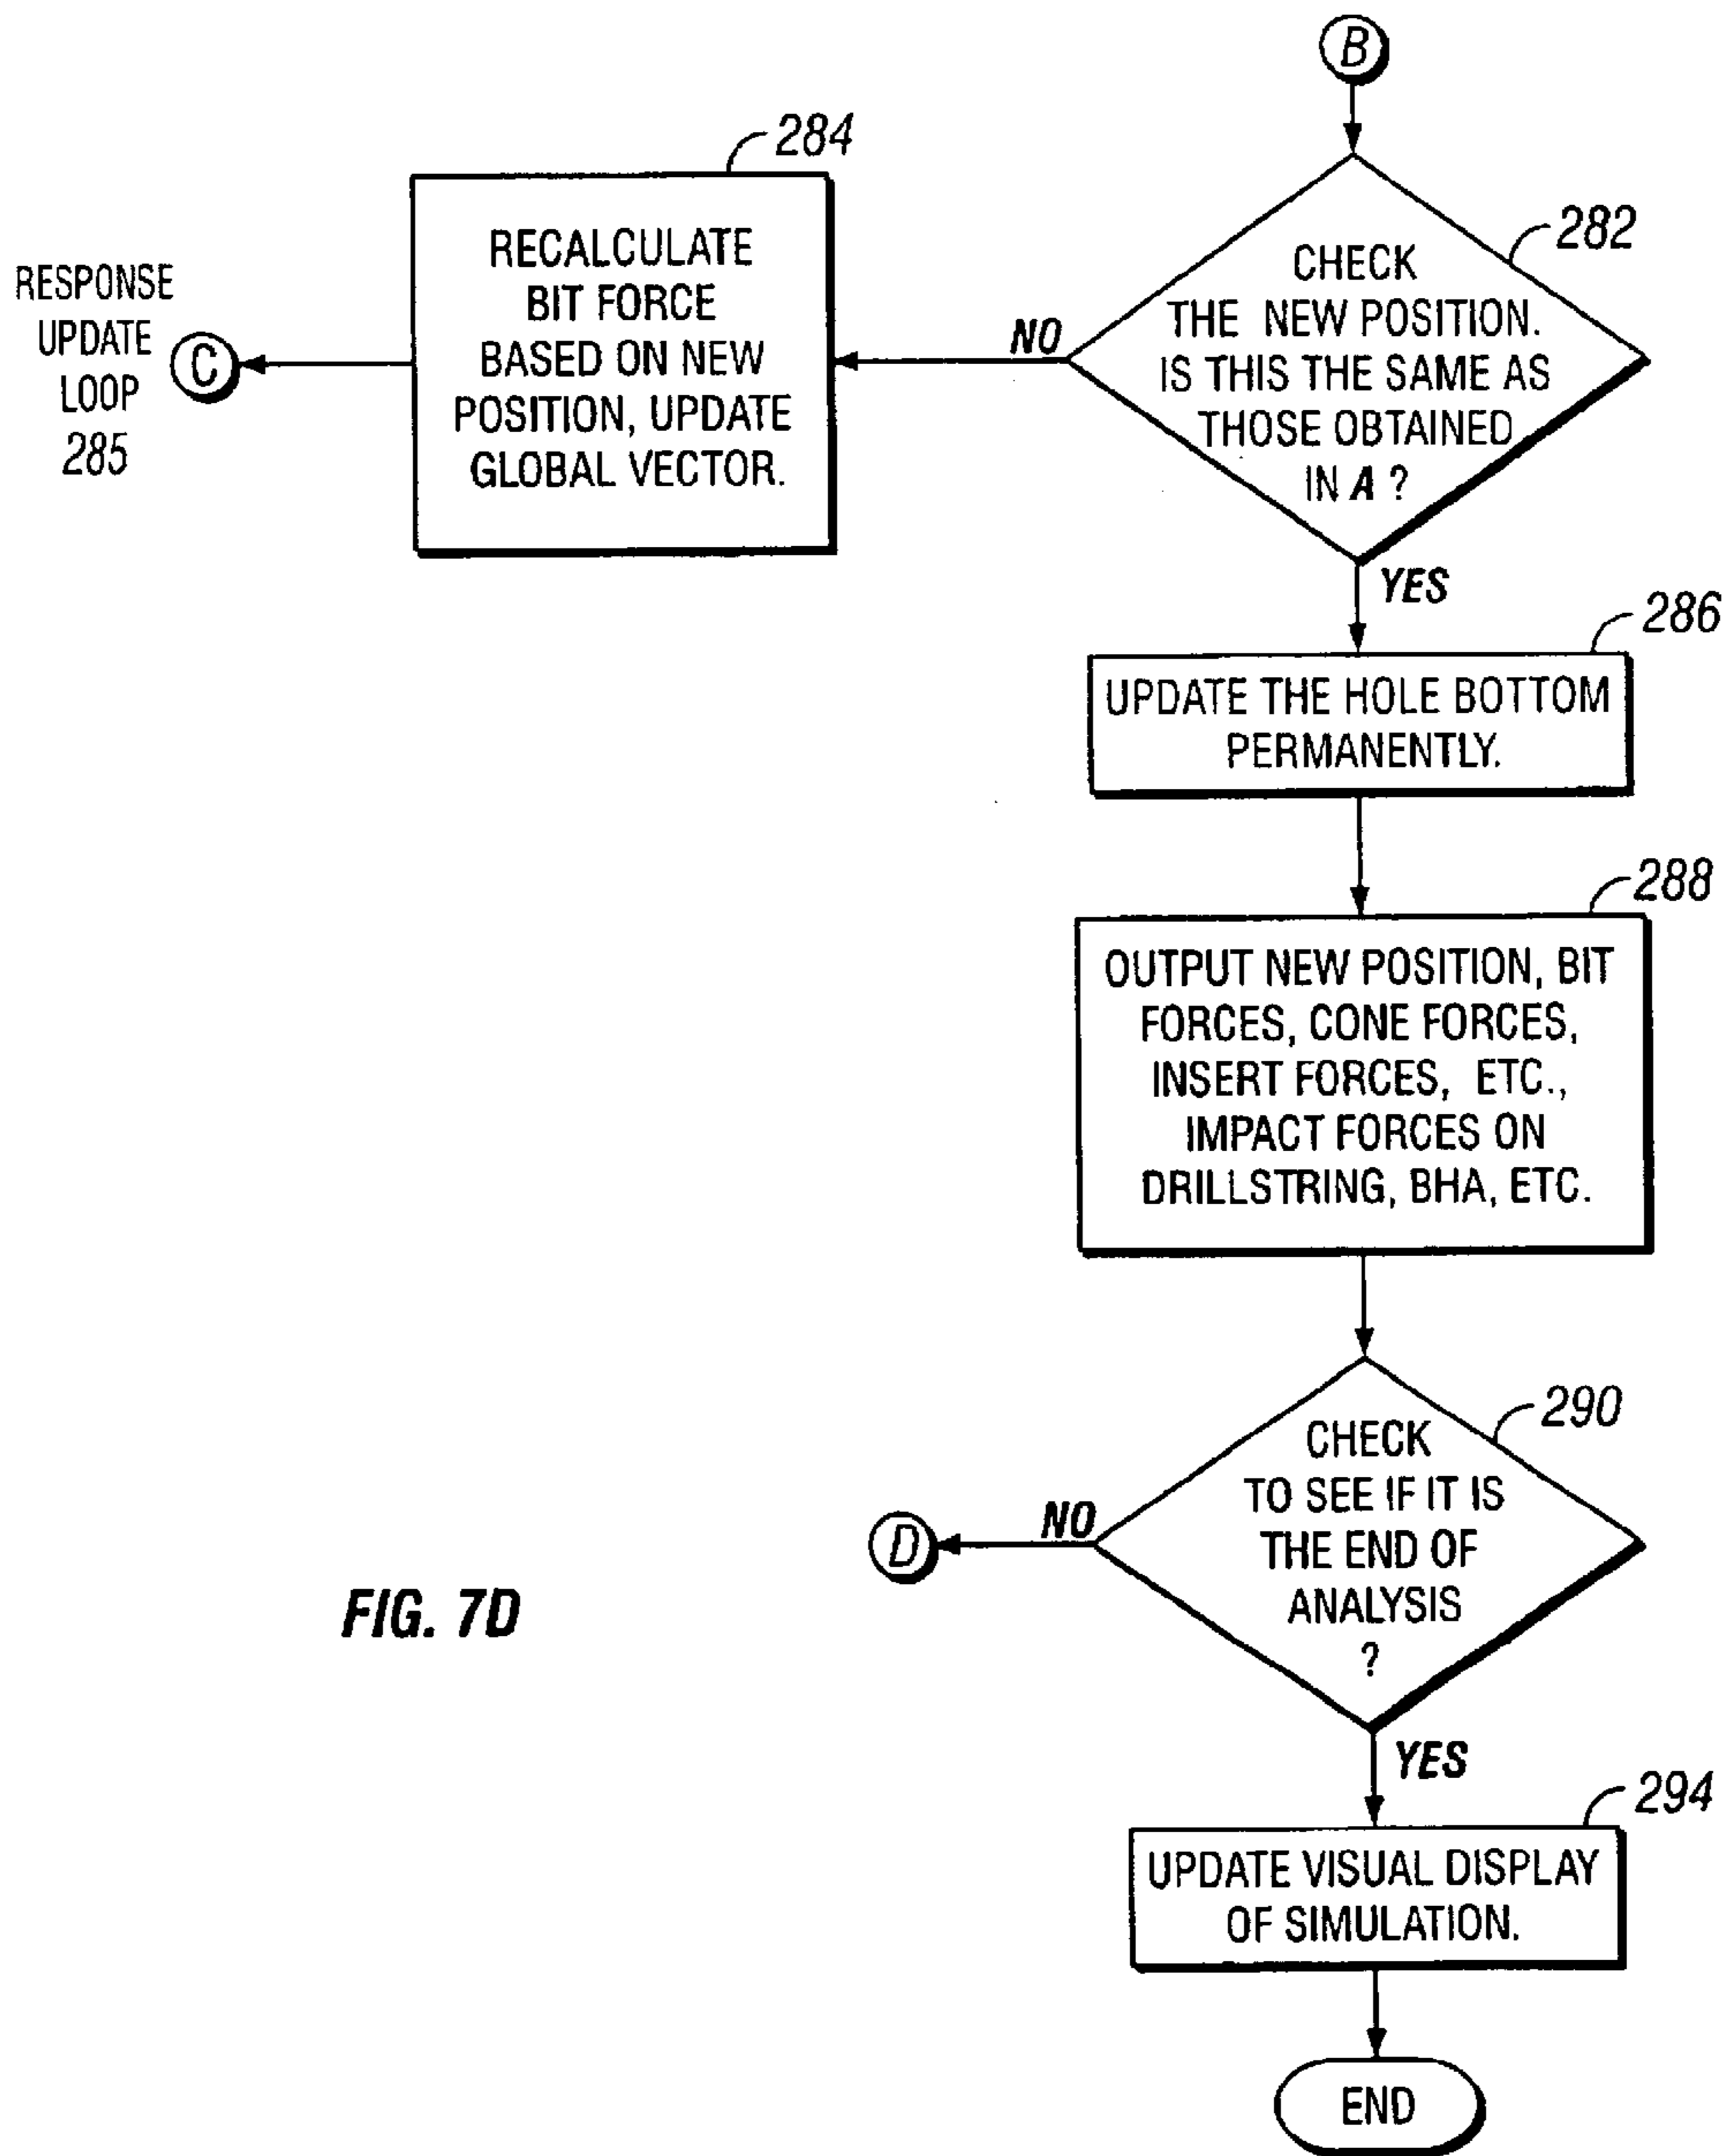 B
282
CHECK
THE NEW POSITION.
IS THIS THE SAME AS
THOSE OBTAINED
IN A ?
NO
284
RECALCULATE
BIT FORCE
BASED ON NEW
POSITION, UPDATE
GLOBAL VECTOR.
C
RESPONSE
UPDATE
LOOP
285
YES
286
UPDATE THE HOLE BOTTOM
PERMANENTLY.
288
OUTPUT NEW POSITION, BIT
FORCES, CONE FORCES,
INSERT FORCES, ETC.,
IMPACT FORCES ON
DRILLSTRING, BHA, ETC.
290
CHECK
TO SEE IF IT IS
THE END OF
ANALYSIS
?
NO
D
YES
294
UPDATE VISUAL DISPLAY
OF SIMULATION.
END
FIG. 7D